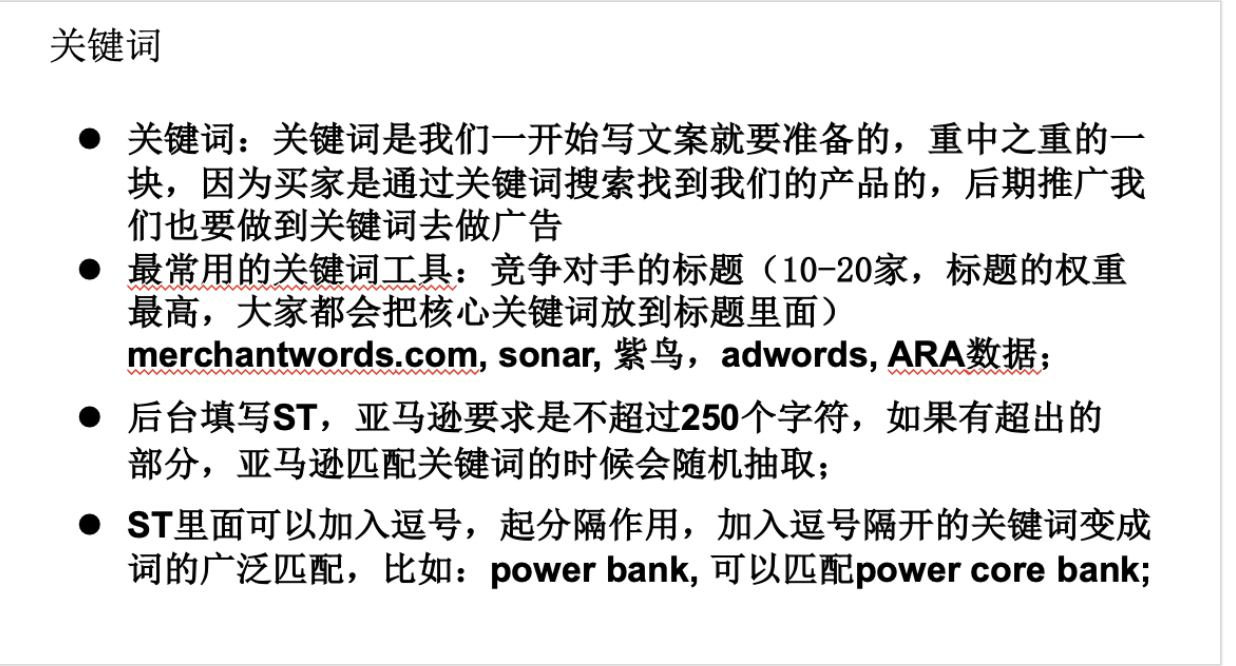 关键词
● 关键词：关键词是我们一开始写文案就要准备的，重中之重的一
块，因为买家是通过关键词搜索找到我们的产品的，后期推广我
们也要做到关键词去做广告
● 最常用的关键词工具：竞争对手的标题（10-20家，标题的权重
最高，大家都会把核心关键词放到标题里面）
merchantwords.com, sonar, 紫鸟，adwords, ARA数据；
● 后台填写ST，亚马逊要求是不超过250个字符，如果有超出的
部分，亚马逊匹配关键词的时候会随机抽取；
● ST里面可以加入逗号，起分隔作用，加入逗号隔开的关键词变成
词的广泛匹配，比如：power bank, 可以匹配power core bank;